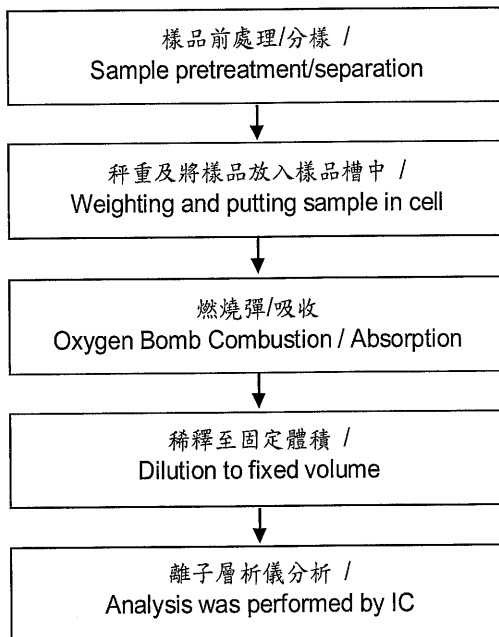 樣品前處理/分樣 /
Sample pretreatment/separation
秤重及將樣品放入樣品槽中 /
Weighting and putting sample in cell
燃燒彈/吸收
Oxygen Bomb Combustion / Absorption
稀釋至固定體積 /
Dilution to fixed volume
離子層析儀分析 /
Analysis was performed by IC